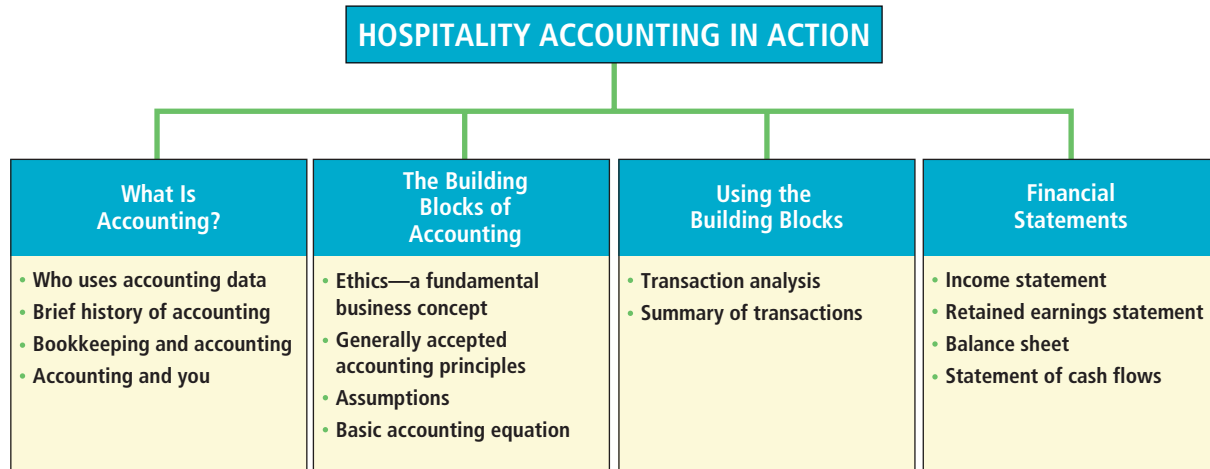 HOSPITALITY ACCOUNTING IN ACTION
What Is
Accounting?
• Who uses accounting data
• Brief history of accounting
• Bookkeeping and accounting
• Accounting and you
The Building
Blocks of
Accounting
• Ethics—a fundamental
business concept
• Generally accepted
accounting principles
• Assumptions
• Basic accounting equation
Using the
Building Blocks
• Transaction analysis
• Summary of transactions
Financial
Statements
• Income statement
• Retained earnings statement
• Balance sheet
• Statement of cash flows